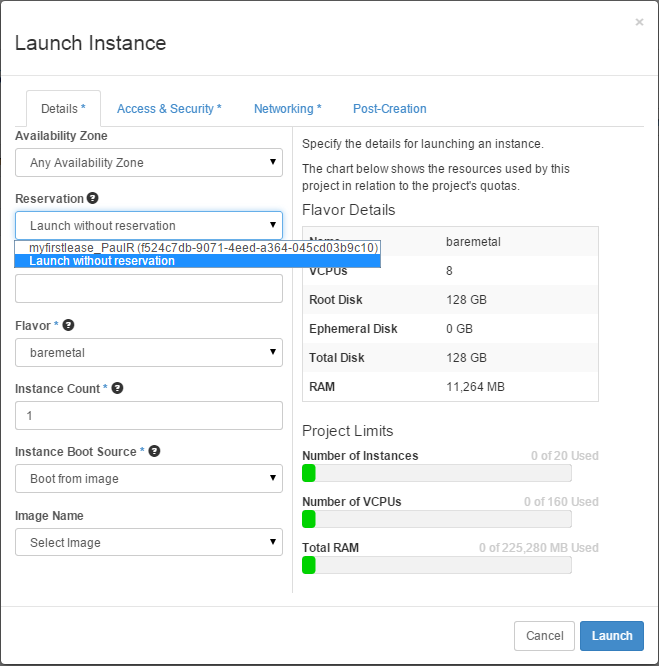 ×
Launch Instance
Details *
Access & Security *
Networking *
Post-Creation
Availability Zone
Any Availability Zone
Reservation ?
Launch without reservation
myfirstlease_PaulR (f524c7db-9071-4eed-a364-045cd03b9c10)
Launch without reservation
Flavor * ?
baremetal
Instance Count * ?
1
Instance Boot Source * ?
Boot from image
Image Name
Select Image
Specify the details for launching an instance.
The chart below shows the resources used by this
project in relation to the project's quotas.
Flavor Details
Name baremetal
VCPUs 8
Root Disk 128 GB
Ephemeral Disk 0 GB
Total Disk 128 GB
RAM 11,264 MB
Project Limits
Number of Instances 0 of 20 Used
Number of VCPUs 0 of 160 Used
Total RAM 0 of 225,280 MB Used
Cancel
Launch